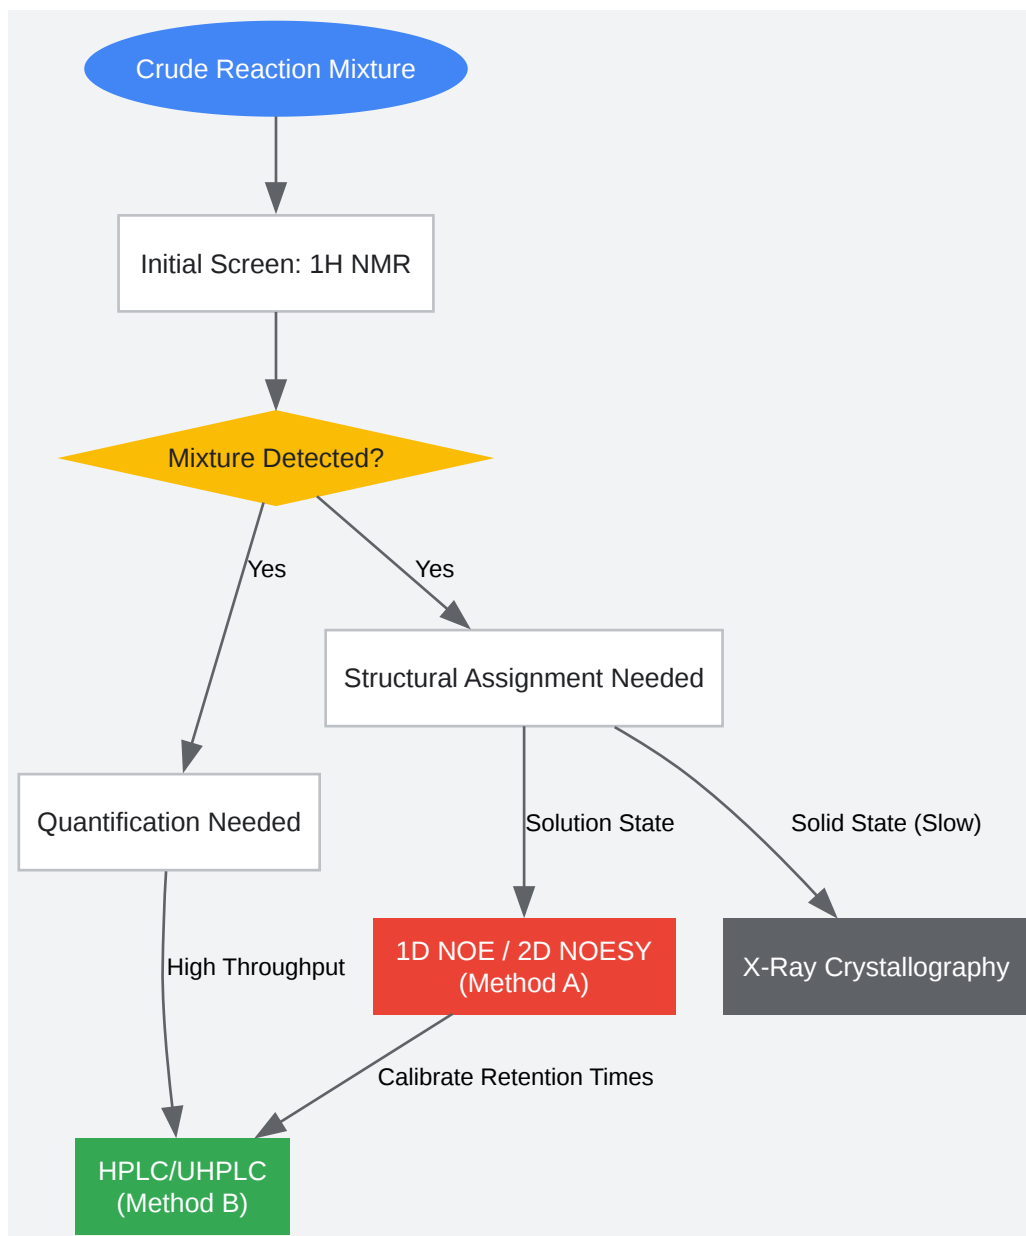 Crude Reaction Mixture
Initial Screen: 1H NMR
Mixture Detected?
Yes
Yes
Structural Assignment Needed
Quantification Needed
Solution State
Solid State (Slow)
1D NOE / 2D NOESY
(Method A)
X-Ray Crystallography
High Throughput
Calibrate Retention Times
HPLC/UHPLC
(Method B)